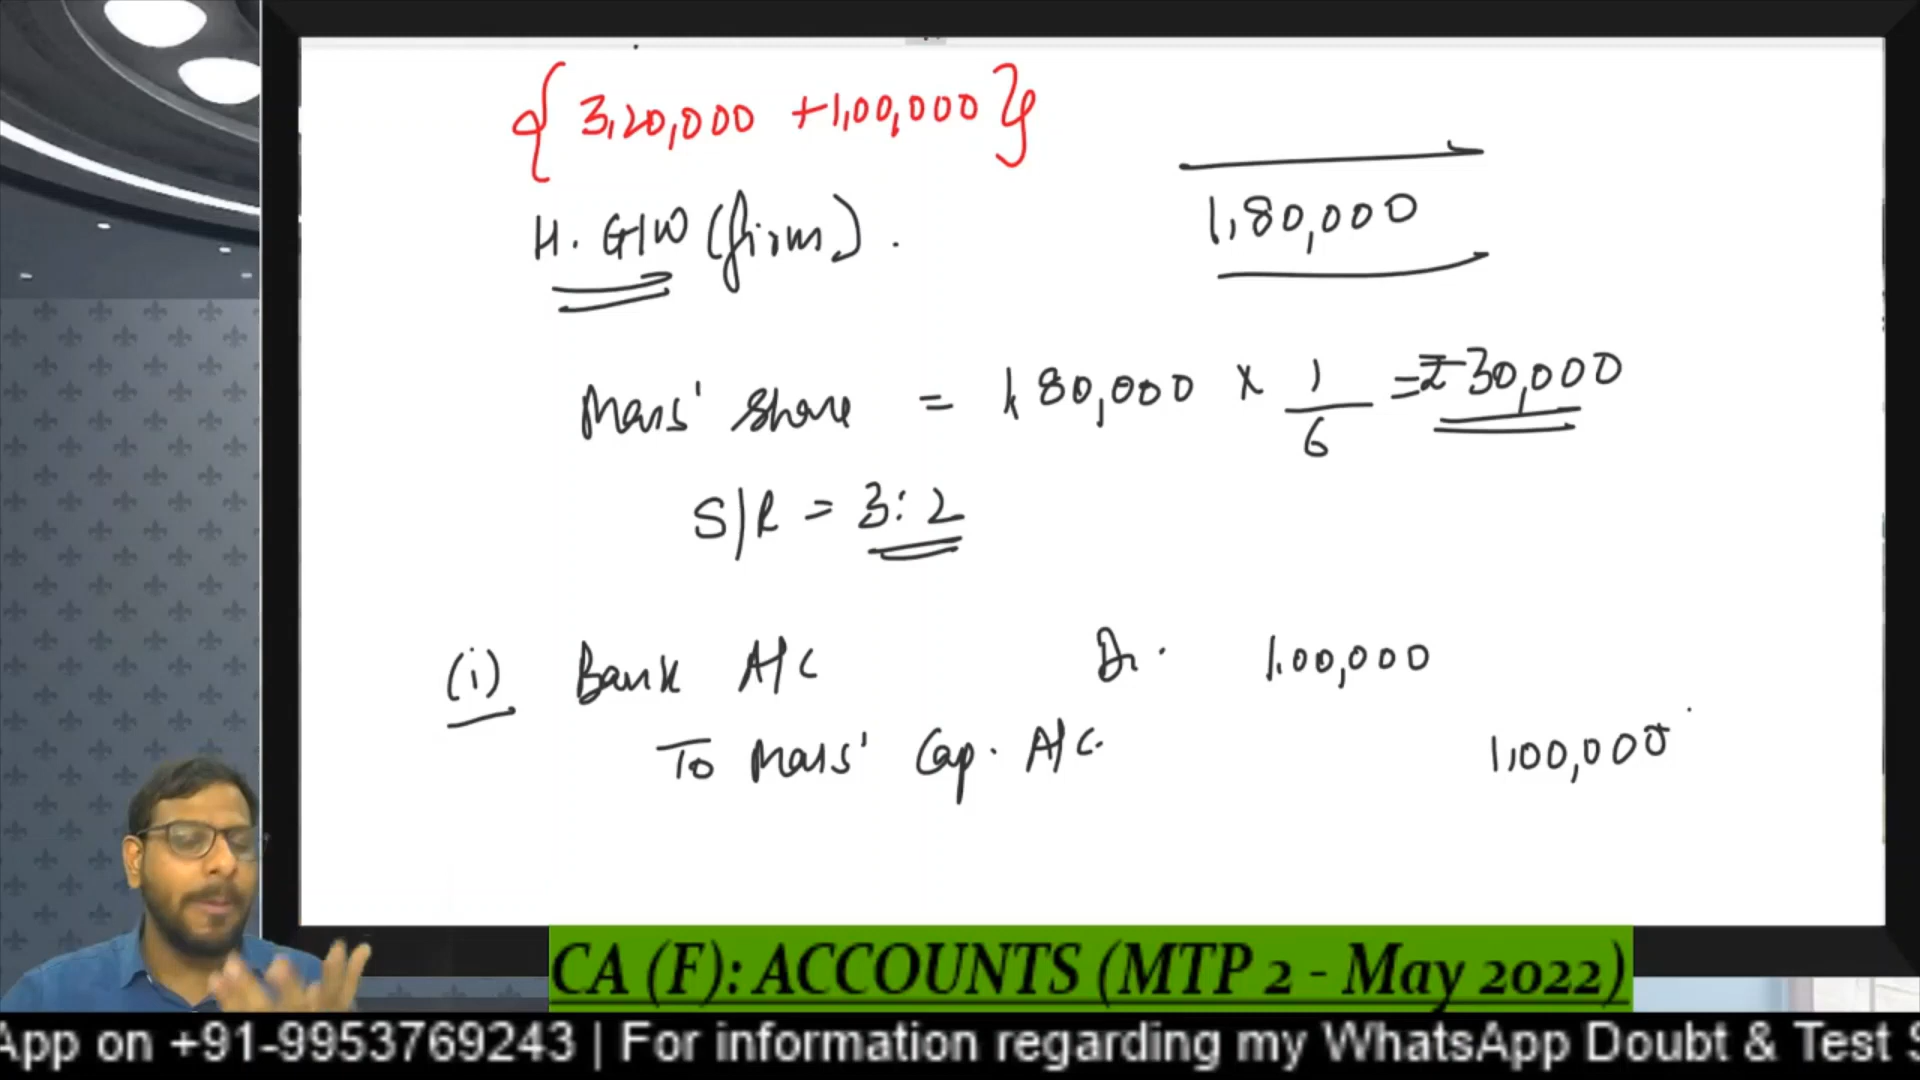 { 3,20,000 + 1,00,000 }
H. G/W (firm). 1,80,000
Mars' share = 180,000 × 1/6 = ₹30,000
S/R = 3:2
(i) Bank A/C Dr. 1,00,000
To Mars' Cap. A/C. 1,00,000
CA (F): ACCOUNTS (MTP 2 - May 2022)
App on +91-9953769243 | For information regarding my WhatsApp Doubt & Test S